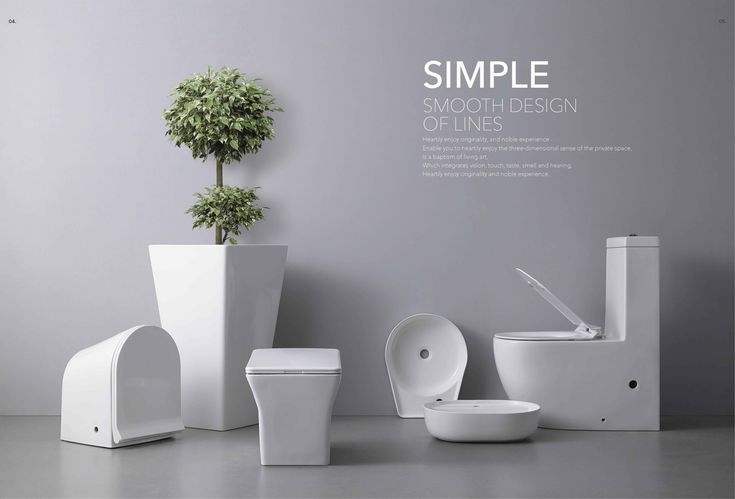 04.
05.
SIMPLE
SMOOTH DESIGN
OF LINES
Heartily enjoy originality, and noble experience
Enable you to heartily enjoy the three-dimensional sense of the private space,
Is a baptism of living art,
Which integrates vision, touch, taste, smell and hearing,
Heartily enjoy originality and noble experience.